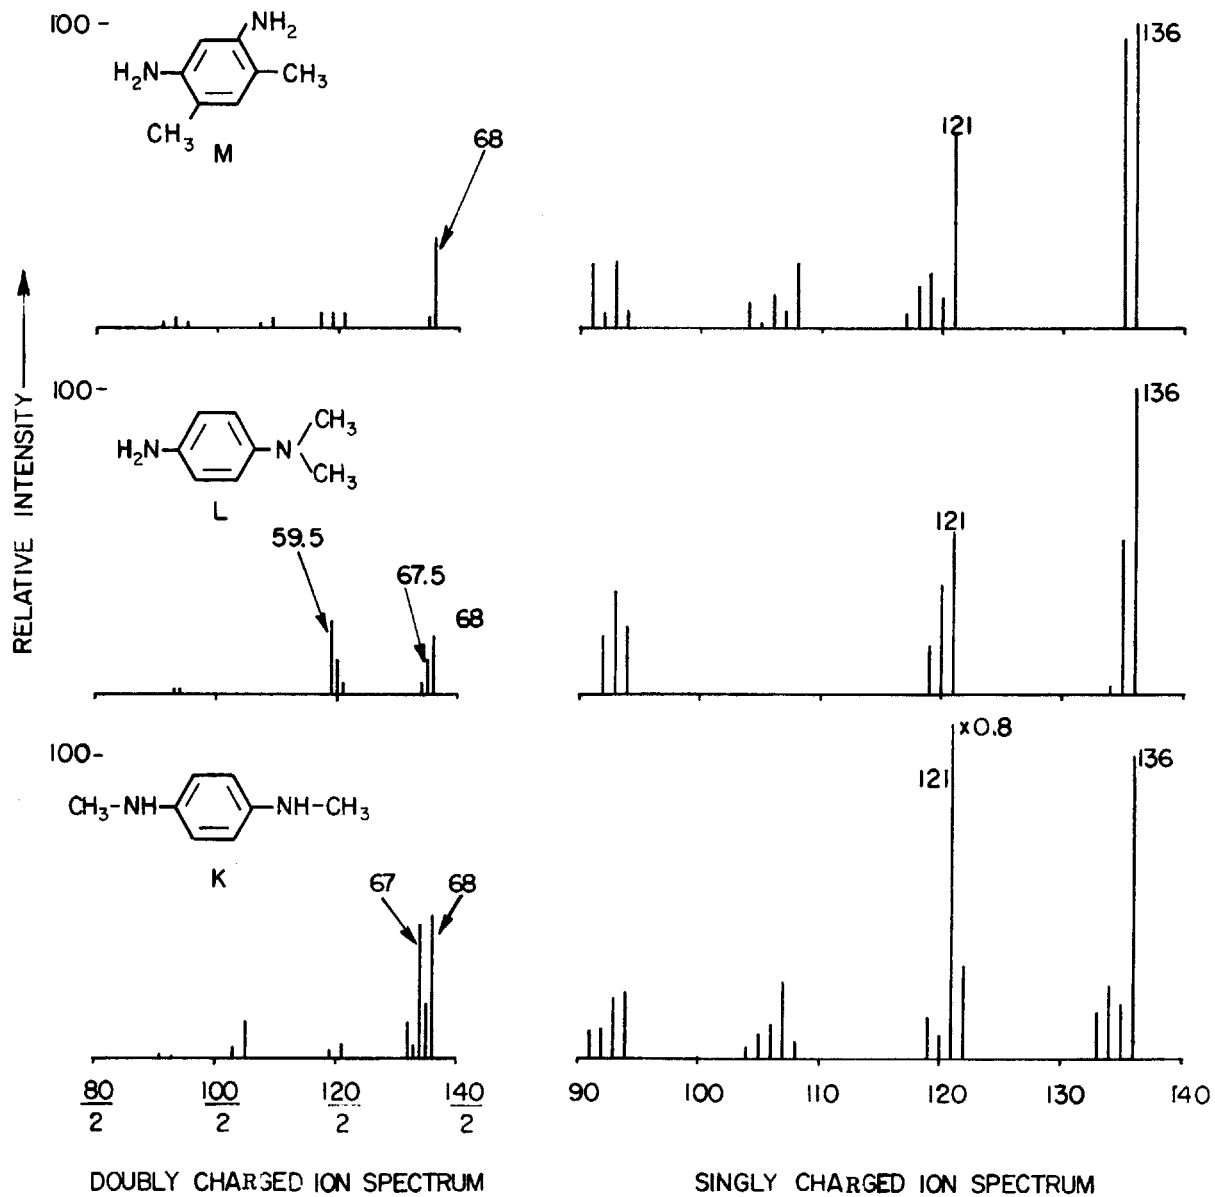 RELATIVE INTENSITY
100-
NH2
H2N
CH3
CH3
M
68
121
136
100-
H2N
N
CH3
CH3
L
59.5
67.5
68
121
136
100-
CH3-NH
NH-CH3
K
67
68
121
x0.8
136
80/2
100/2
120/2
140/2
90
100
110
120
130
140
DOUBLY CHARGED ION SPECTRUM
SINGLY CHARGED ION SPECTRUM